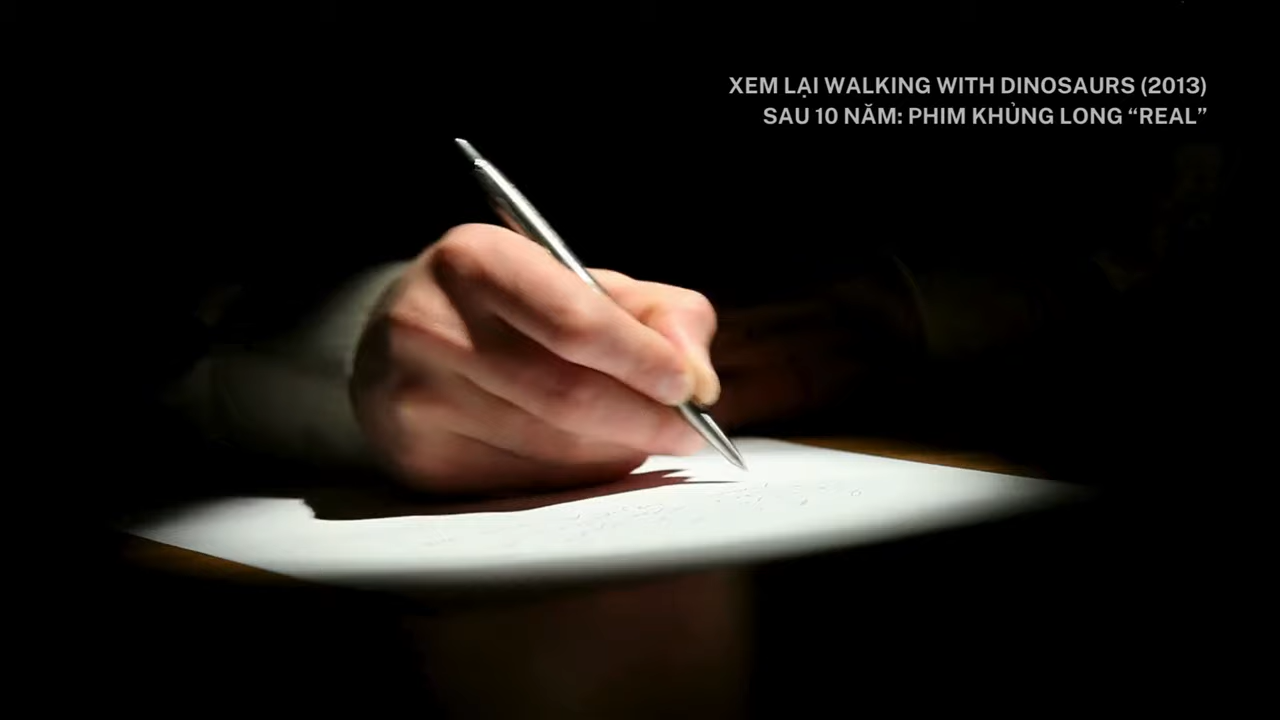 XEM LẠI WALKING WITH DINOSAURS (2013)
SAU 10 NĂM: PHIM KHỦNG LONG “REAL”